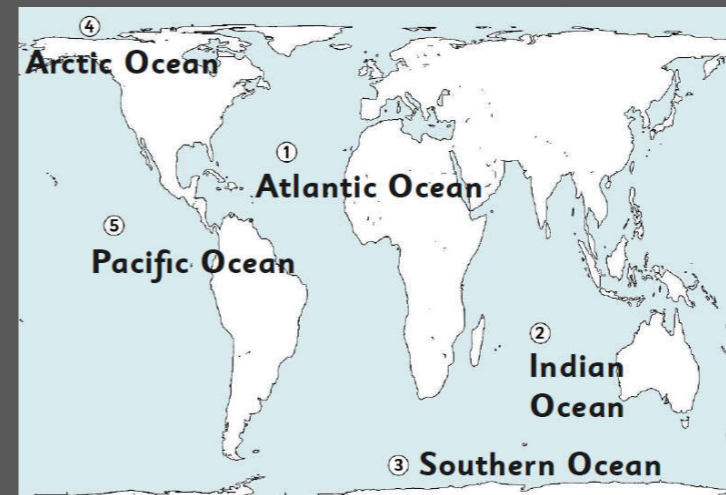 ④
Arctic Ocean
①
Atlantic Ocean
⑤
Pacific Ocean
②
Indian
Ocean
③ Southern Ocean